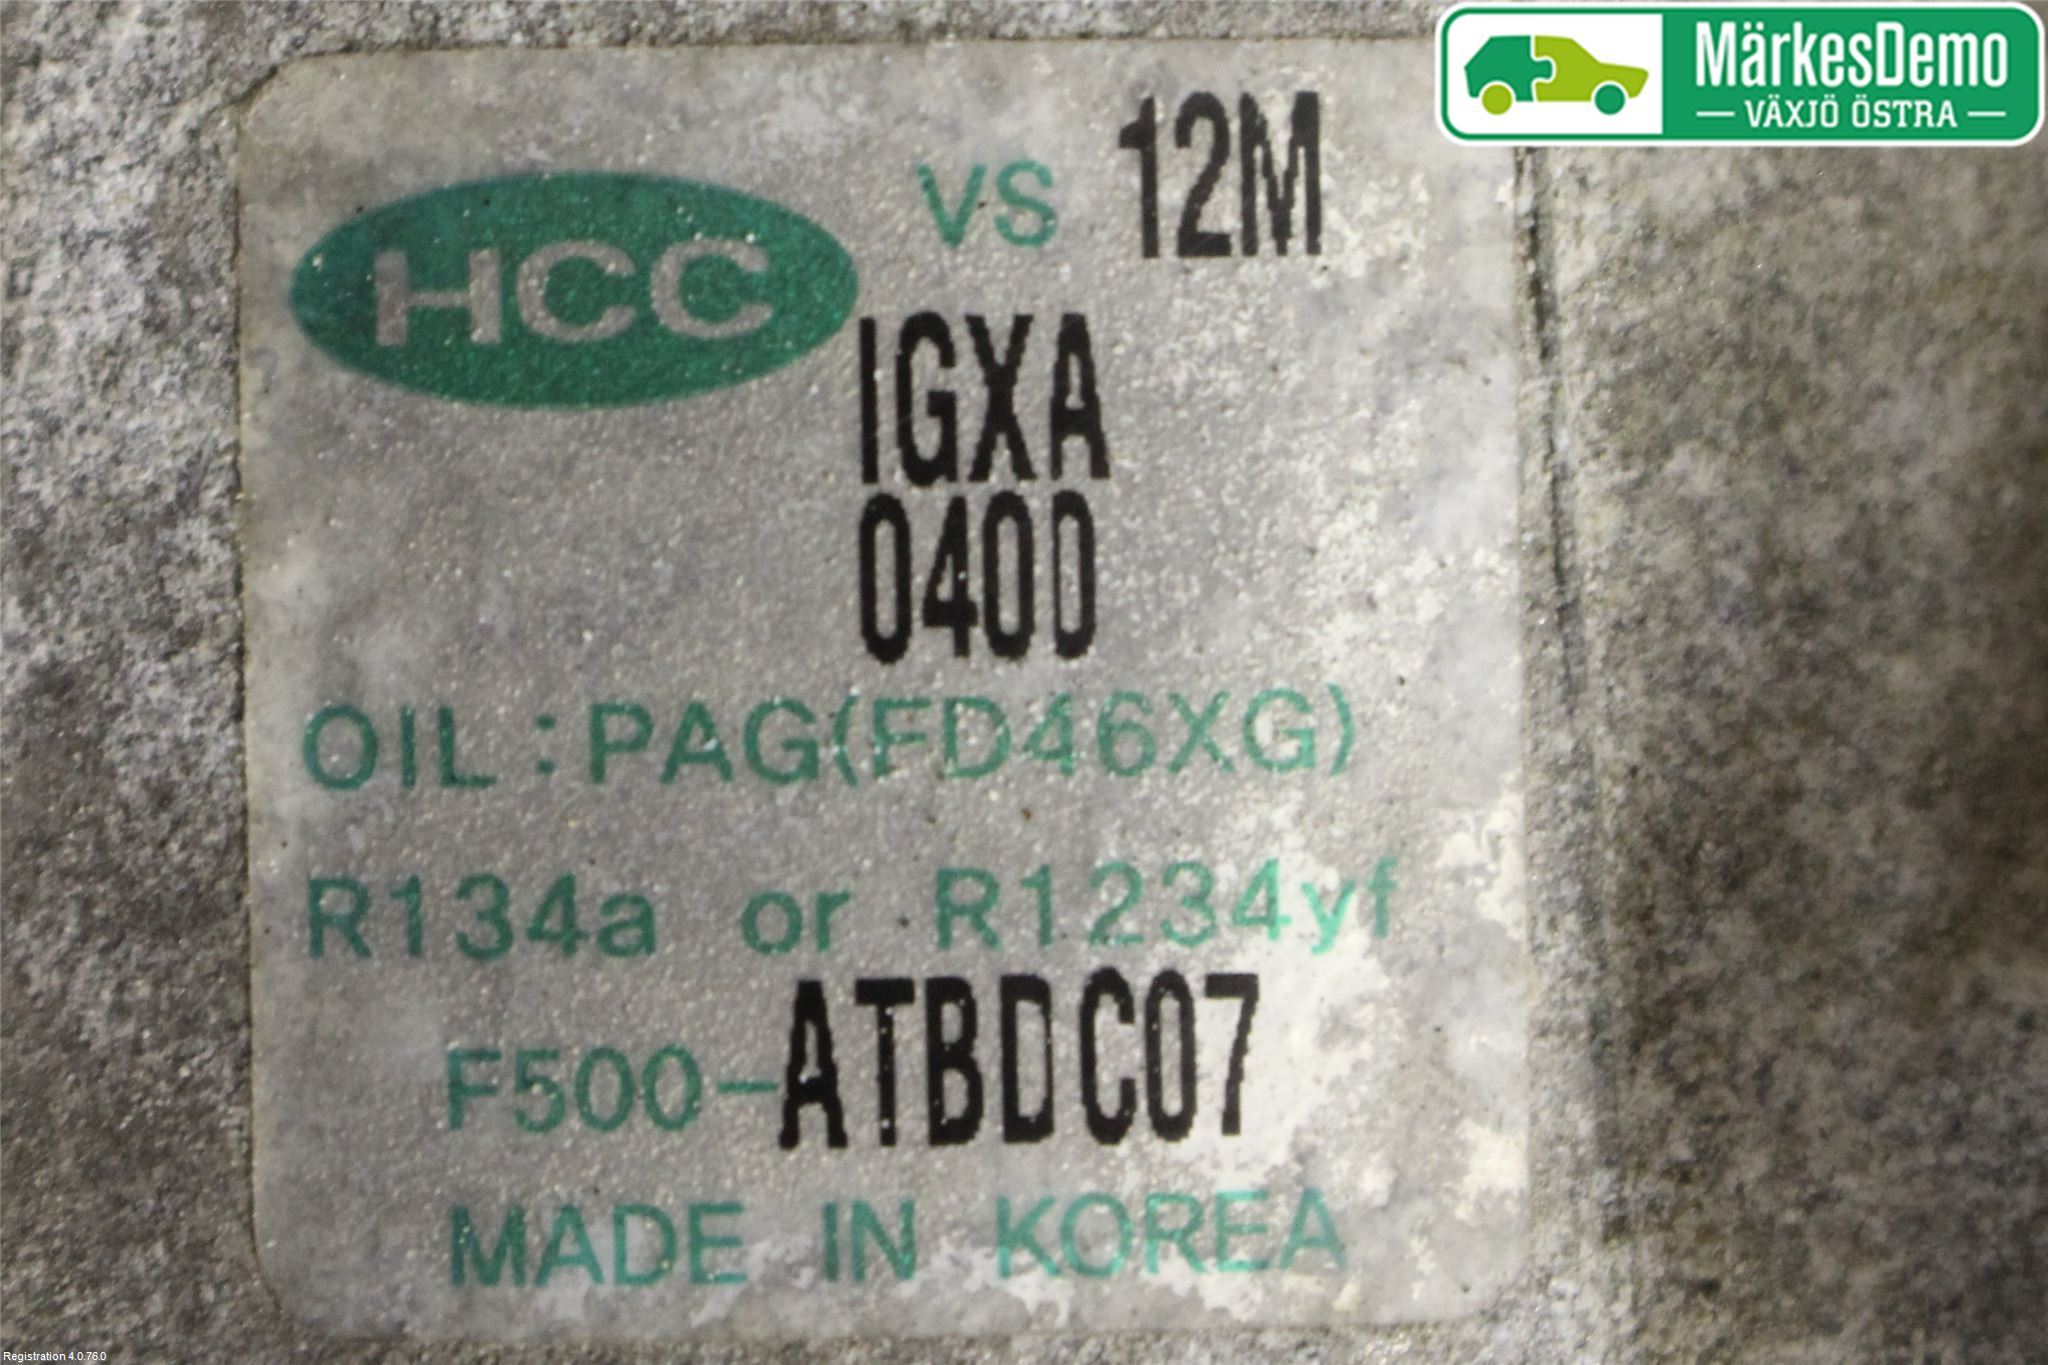 MärkesDemo
VÄXJÖ ÖSTRA
HCC VS 12M
IGXA
040D
OIL : PAG(FD46XG)
R134a or R1234yf
F500-ATBDC07
MADE IN KOREA
Registration 4.0.76.0